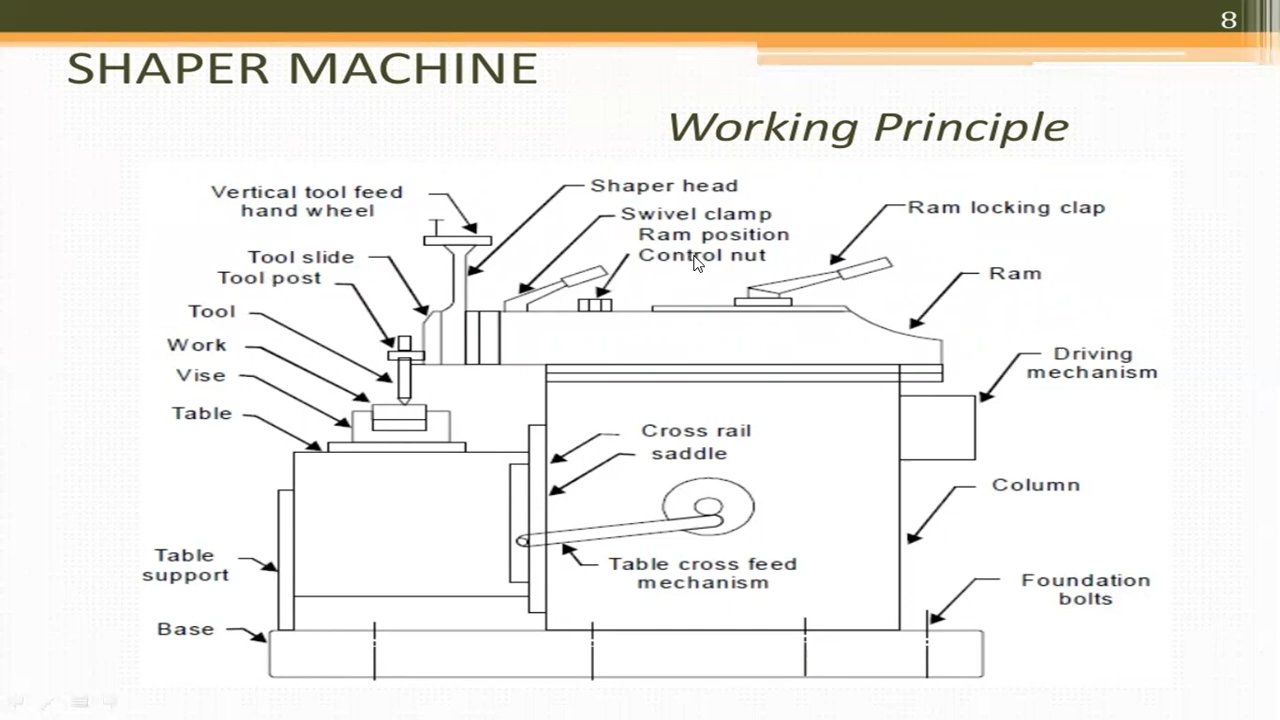 8
SHAPER MACHINE
Working Principle
Vertical tool feed
hand wheel
Shaper head
Swivel clamp
Ram position
Control nut
Ram locking clap
Tool slide
Tool post
Ram
Tool
Work
Vise
Table
Driving
mechanism
Cross rail
saddle
Column
Table
support
Table cross feed
mechanism
Foundation
bolts
Base